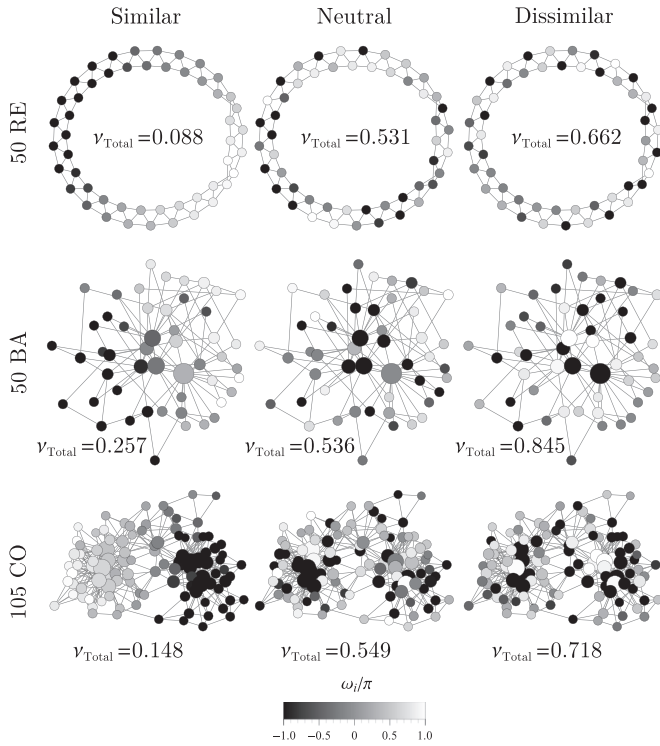 Similar Neutral Dissimilar
50 RE
ν_Total =0.088 ν_Total =0.531 ν_Total =0.662
50 BA
ν_Total =0.257 ν_Total =0.536 ν_Total =0.845
105 CO
ν_Total =0.148 ν_Total =0.549 ν_Total =0.718
ω_i/π
−1.0 −0.5 0 0.5 1.0